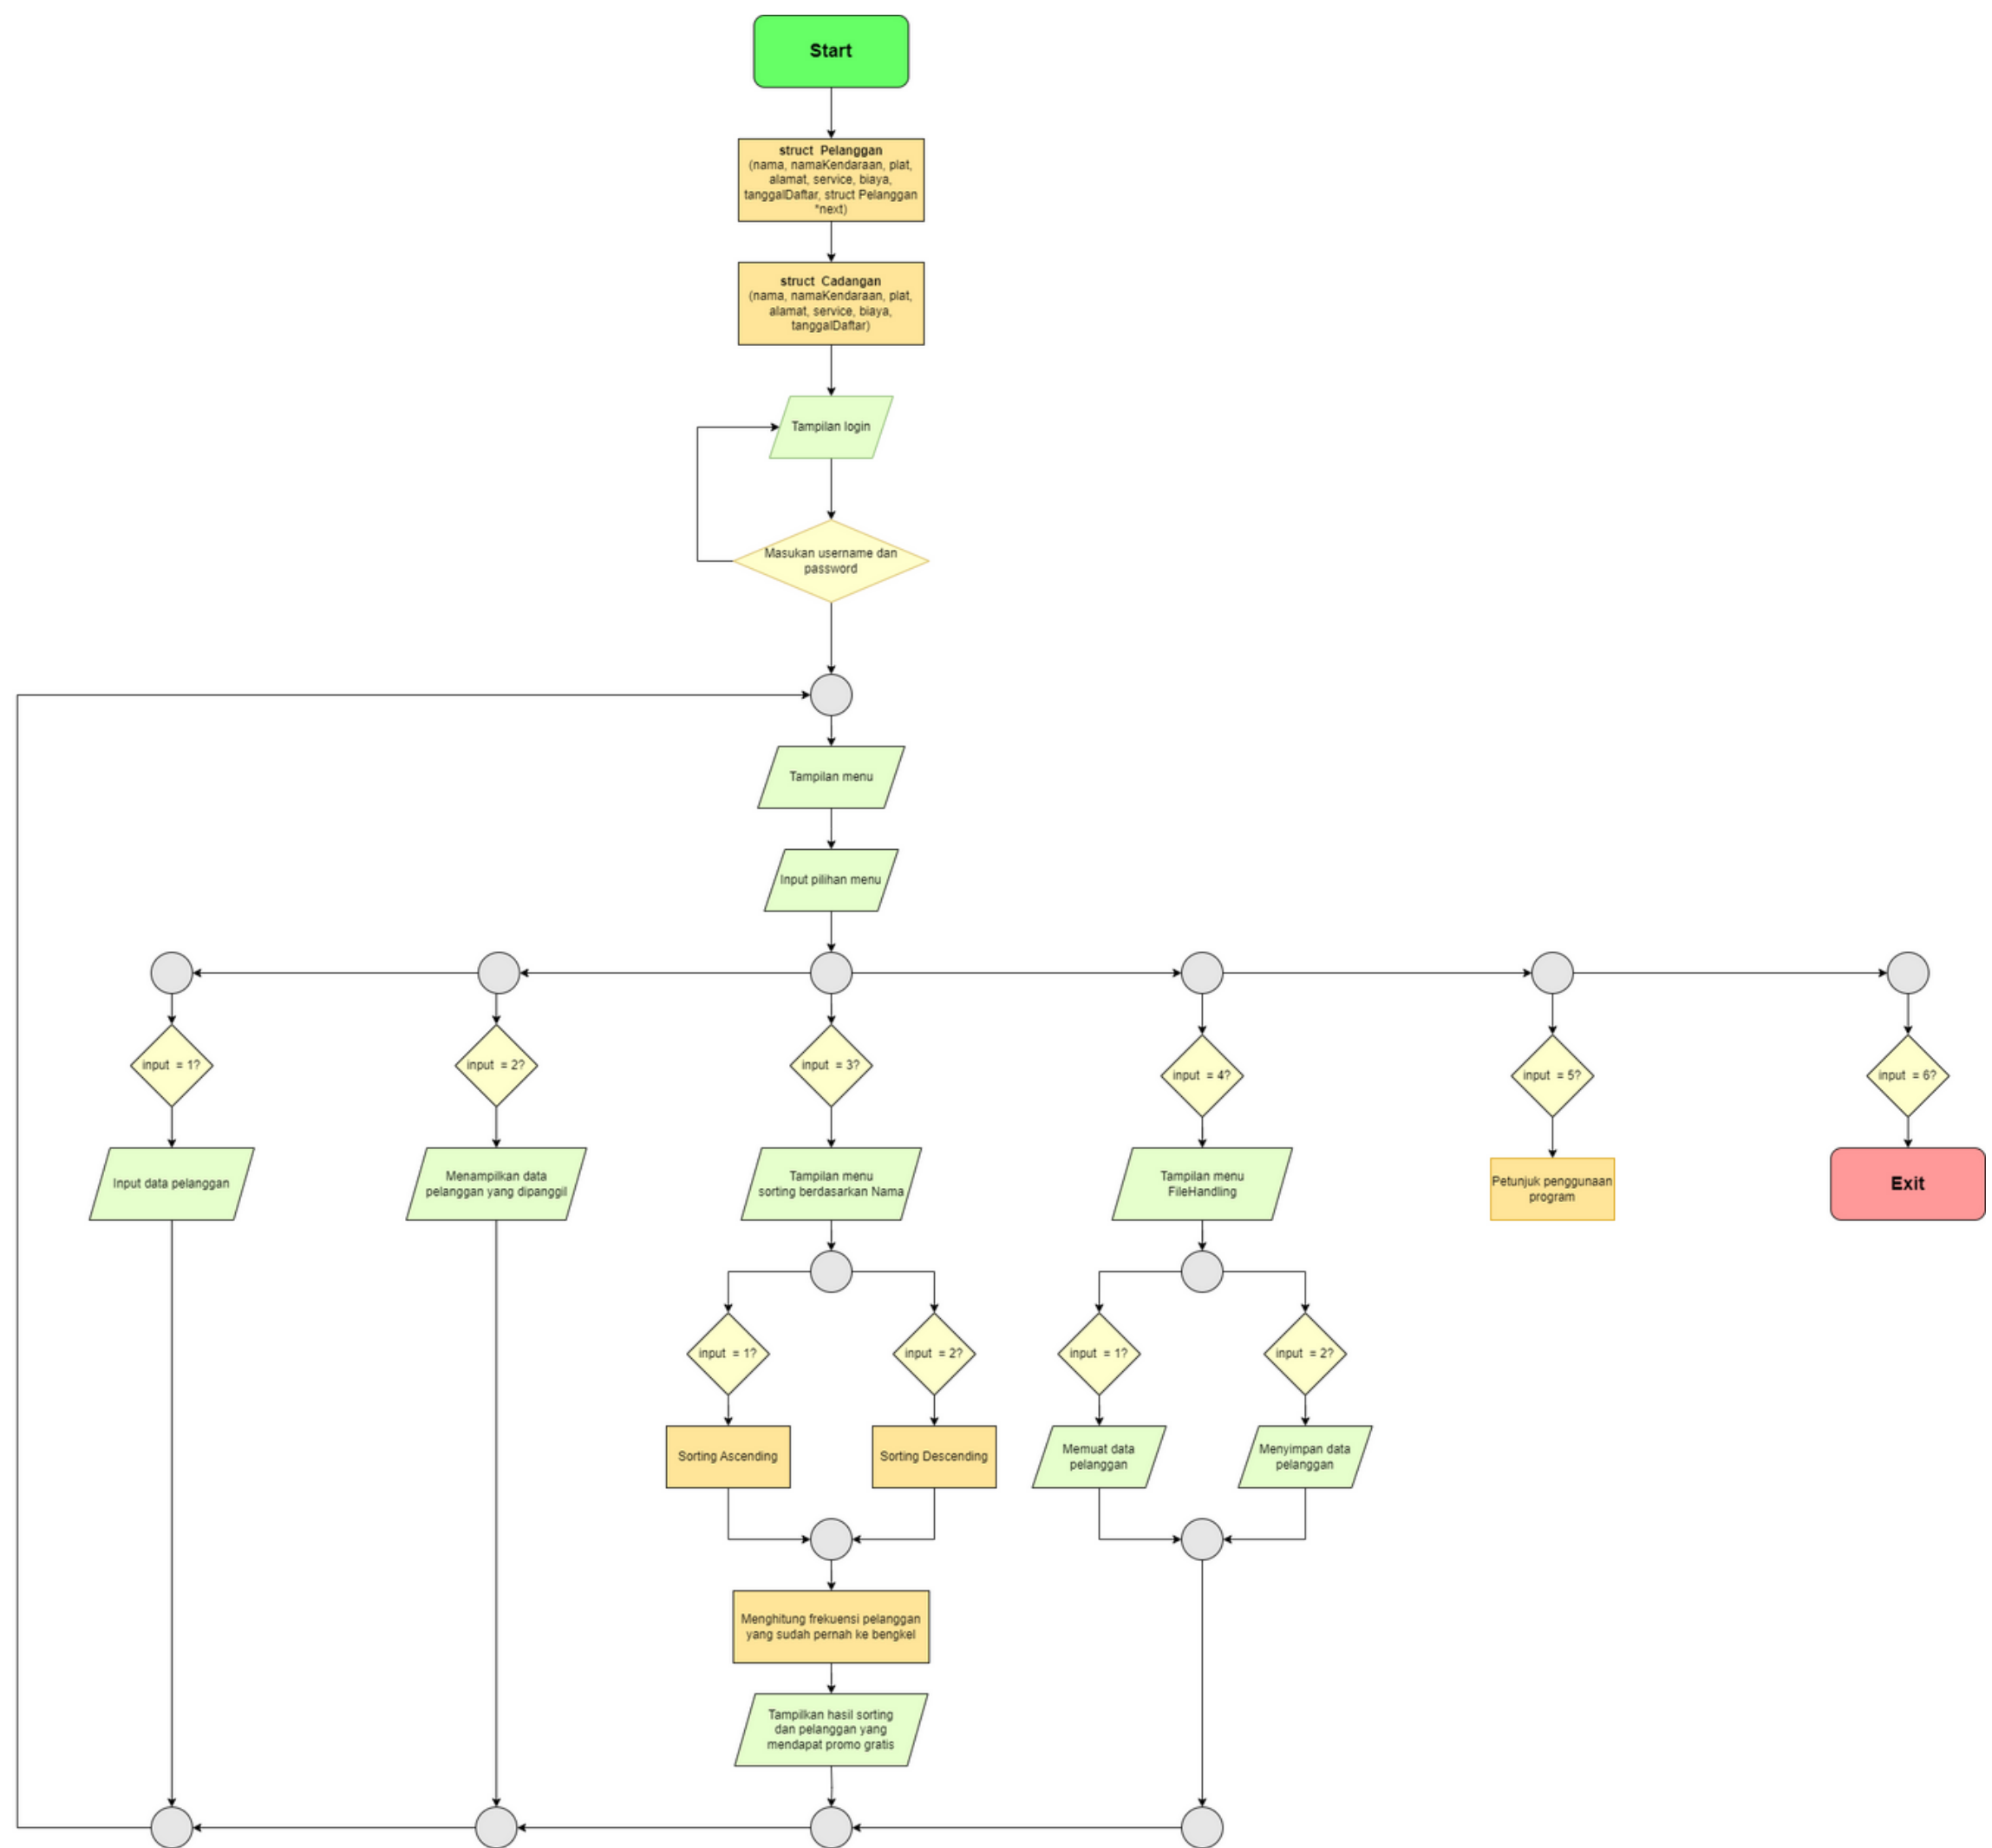 Start
struct Pelanggan
(nama, namaKendaraan, plat,
alamat, service, biaya,
tanggalDaftar, struct Pelanggan
*next)
struct Cadangan
(nama, namaKendaraan, plat,
alamat, service, biaya,
tanggalDaftar)
Tampilan login
Masukan username dan
password
Tampilan menu
Input pilihan menu
input = 1?
input = 2?
input = 3?
input = 4?
input = 5?
input = 6?
Input data pelanggan
Menampilkan data
pelanggan yang dipanggil
Tampilan menu
sorting berdasarkan Nama
Tampilan menu
FileHandling
Petunjuk penggunaan
program
Exit
input = 1?
input = 2?
input = 1?
input = 2?
Sorting Ascending
Sorting Descending
Memuat data
pelanggan
Menyimpan data
pelanggan
Menghitung frekuensi pelanggan
yang sudah pernah ke bengkel
Tampilkan hasil sorting
dan pelanggan yang
mendapat promo gratis